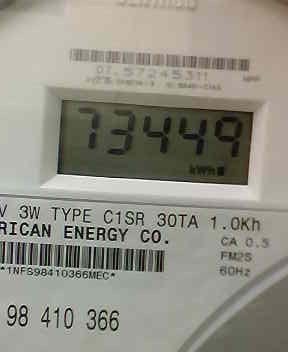 07.57245311
73449
kWh
V 3W TYPE C1SR 30TA 1.0Kh
RICAN ENERGY CO.
CA 0.5
FM2S
60Hz
*1NFS98410366MEC*
98 410 366